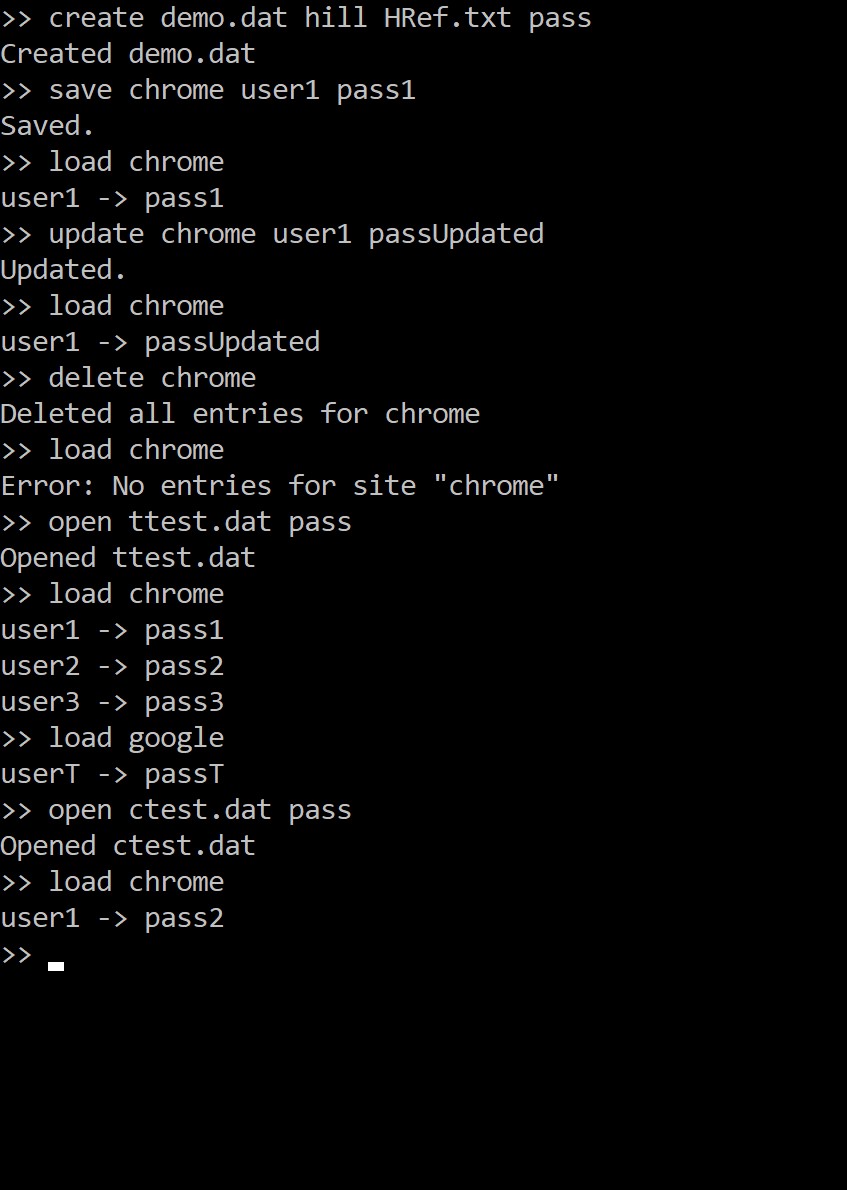 >> create demo.dat hill HRef.txt pass
Created demo.dat
>> save chrome user1 pass1
Saved.
>> load chrome
user1 -> pass1
>> update chrome user1 passUpdated
Updated.
>> load chrome
user1 -> passUpdated
>> delete chrome
Deleted all entries for chrome
>> load chrome
Error: No entries for site "chrome"
>> open ttest.dat pass
Opened ttest.dat
>> load chrome
user1 -> pass1
user2 -> pass2
user3 -> pass3
>> load google
userT -> passT
>> open ctest.dat pass
Opened ctest.dat
>> load chrome
user1 -> pass2
>>